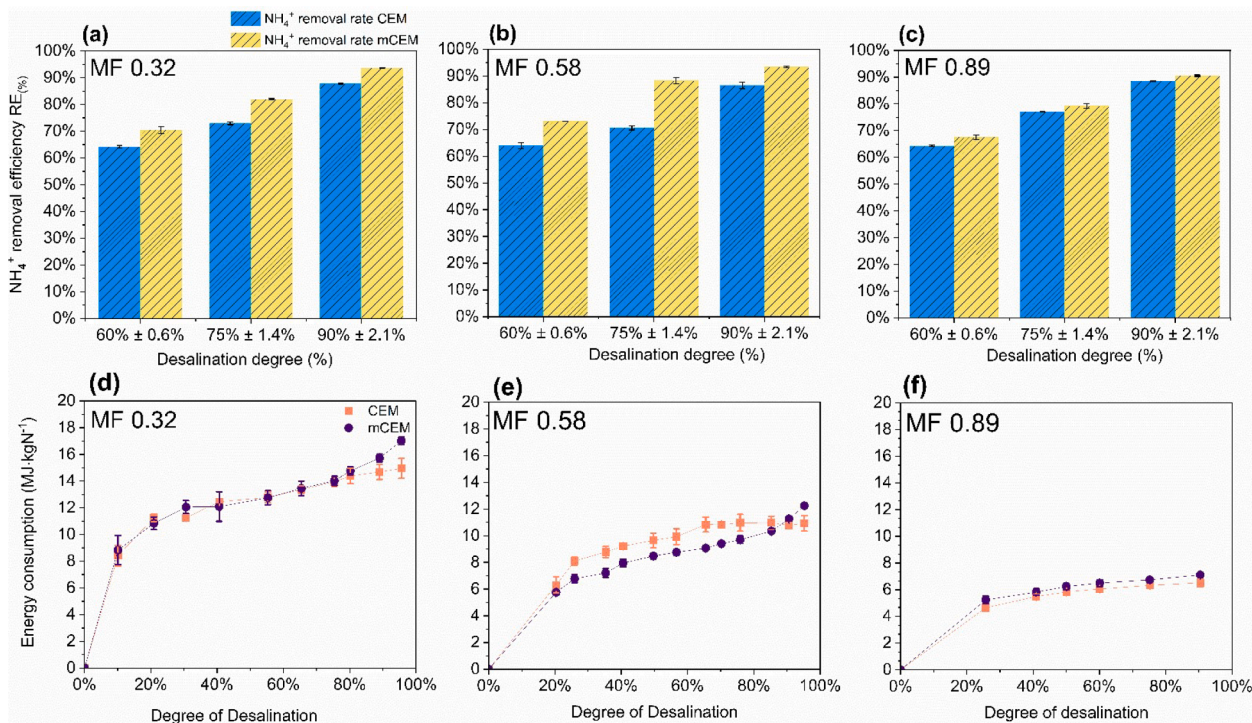 NH₄⁺ removal rate CEM
NH₄⁺ removal rate mCEM
(a)
MF 0.32
NH₄⁺ removal efficiency RE(%)
100%
90%
80%
70%
60%
50%
40%
30%
20%
10%
0%
60% ± 0.6%
75% ± 1.4%
90% ± 2.1%
Desalination degree (%)
(b)
MF 0.58
100%
90%
80%
70%
60%
50%
40%
30%
20%
10%
0%
60% ± 0.6%
75% ± 1.4%
90% ± 2.1%
Desalination degree (%)
(c)
MF 0.89
100%
90%
80%
70%
60%
50%
40%
30%
20%
10%
0%
60% ± 0.6%
75% ± 1.4%
90% ± 2.1%
Desalination degree (%)
(d)
MF 0.32
CEM
mCEM
Energy consumption (MJ·kgN⁻¹)
20
18
16
14
12
10
8
6
4
2
0
0%
20%
40%
60%
80%
100%
Degree of Desalination
(e)
MF 0.58
20
18
16
14
12
10
8
6
4
2
0
0%
20%
40%
60%
80%
100%
Degree of Desalination
(f)
MF 0.89
20
18
16
14
12
10
8
6
4
2
0
0%
20%
40%
60%
80%
100%
Degree of desalination